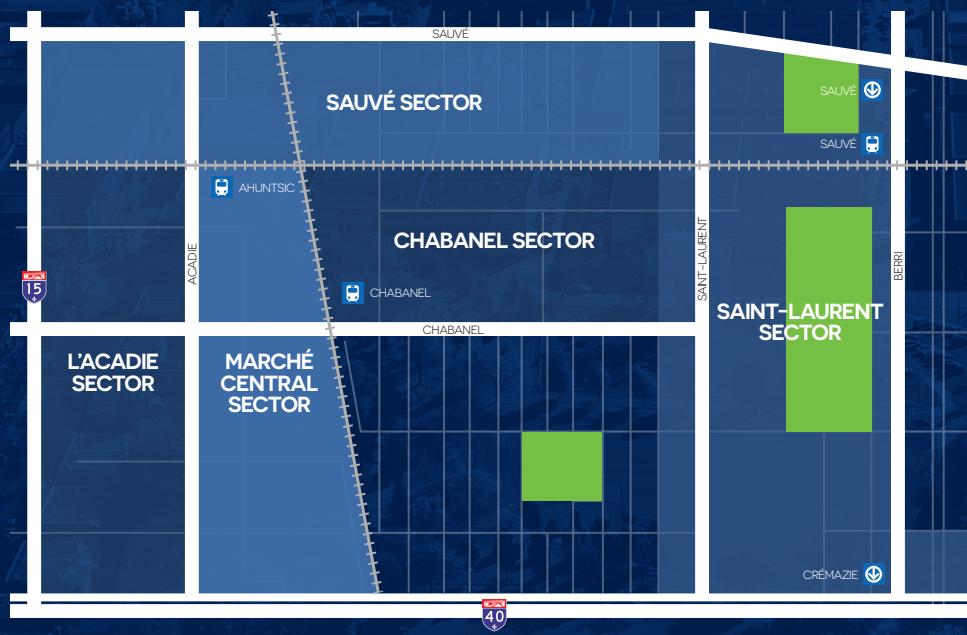 SAUVÉ
SAUVÉ SECTOR
SAUVÉ
SAUVÉ
AHUNTSIC
CHABANEL SECTOR
ACADIE
SAINT-LAURENT
BERRI
15
CHABANEL
SAINT-LAURENT
SECTOR
CHABANEL
L'ACADIE
SECTOR
MARCHÉ
CENTRAL
SECTOR
CRÉMAZIE
40